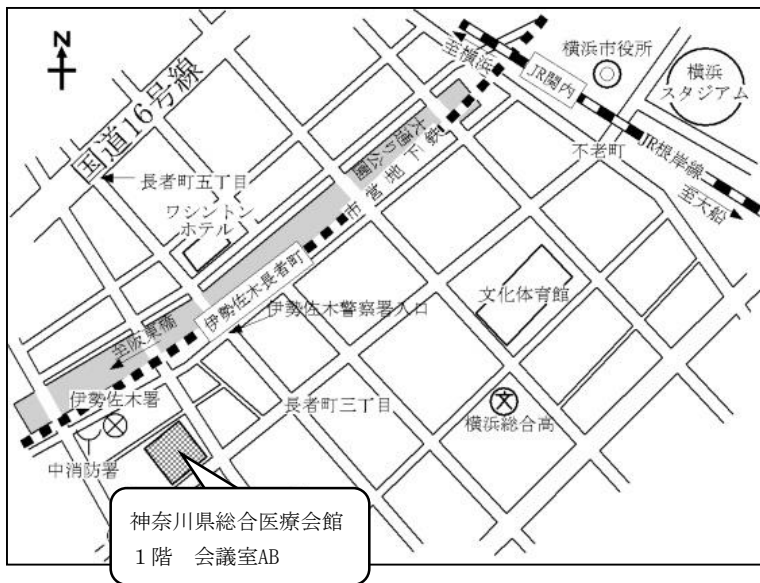 N
国道16号線
長者町五丁目
ワシントン
ホテル
至横浜
JR関内
横浜市役所
横浜
スタジアム
大通り公園
市営地下鉄
不老町
JR根岸線
至大船
伊勢佐木長者町
至阪東橋
伊勢佐木警察署入口
文化体育館
伊勢佐木署
長者町三丁目
文
横浜総合高
中消防署
神奈川県総合医療会館
１階　会議室AB